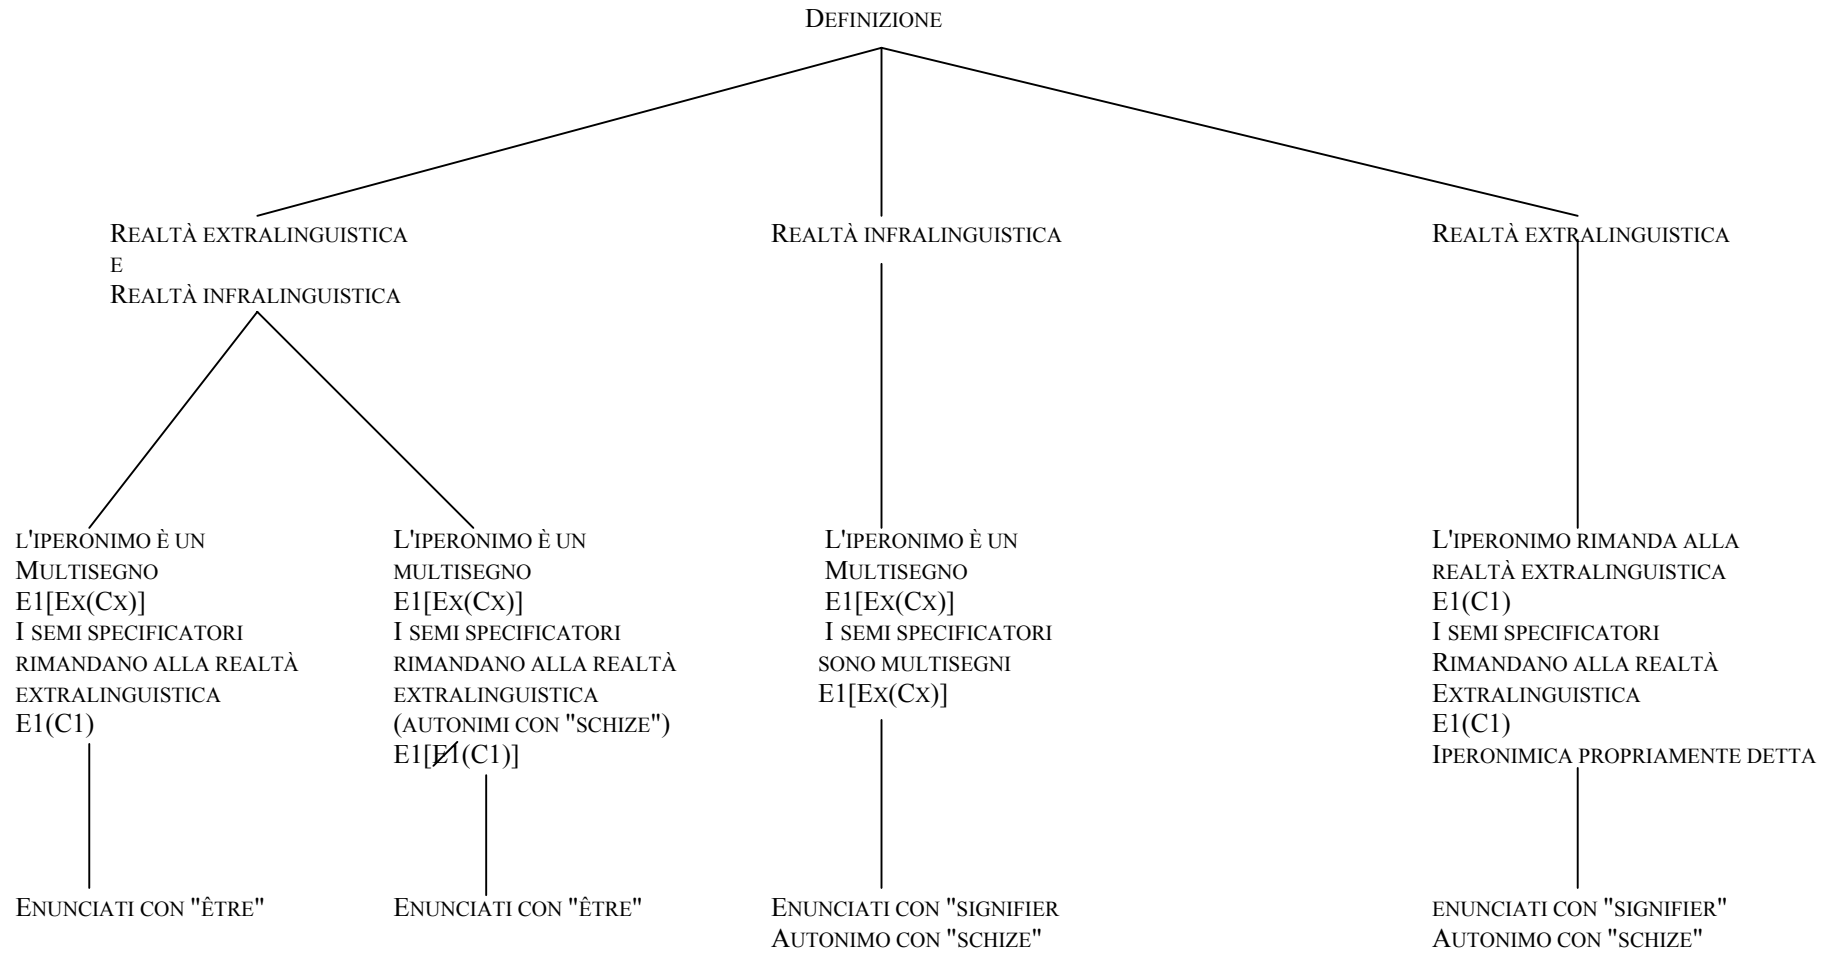 DEFINIZIONE
REALTÀ EXTRALINGUISTICA
E
REALTÀ INFRALINGUISTICA
REALTÀ INFRALINGUISTICA
REALTÀ EXTRALINGUISTICA
L'IPERONIMO È UN
MULTISEGNO
E1[EX(CX)]
I SEMI SPECIFICATORI
RIMANDANO ALLA REALTÀ
EXTRALINGUISTICA
E1(C1)
L'IPERONIMO È UN
MULTISEGNO
E1[EX(CX)]
I SEMI SPECIFICATORI
RIMANDANO ALLA REALTÀ
EXTRALINGUISTICA
(AUTONIMI CON "SCHIZE")
E1[E1(C1)]
L'IPERONIMO È UN
MULTISEGNO
E1[EX(CX)]
I SEMI SPECIFICATORI
SONO MULTISEGNI
E1[EX(CX)]
L'IPERONIMO RIMANDA ALLA
REALTÀ EXTRALINGUISTICA
E1(C1)
I SEMI SPECIFICATORI
RIMANDANO ALLA REALTÀ
EXTRALINGUISTICA
E1(C1)
IPERONIMICA PROPRIAMENTE DETTA
ENUNCIATI CON "ÊTRE"
ENUNCIATI CON "ÊTRE"
ENUNCIATI CON "SIGNIFIER
AUTONIMO CON "SCHIZE"
ENUNCIATI CON "SIGNIFIER"
AUTONIMO CON "SCHIZE"